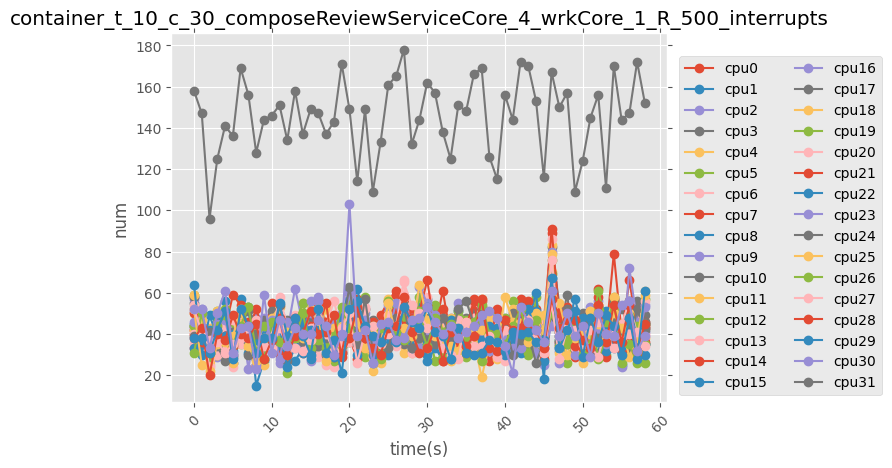 container_t_10_c_30_composeReviewServiceCore_4_wrkCore_1_R_500_interrupts
180
160
140
120
100
80
60
40
20
num
0
10
20
30
40
50
60
time(s)
cpu0
cpu1
cpu2
cpu3
cpu4
cpu5
cpu6
cpu7
cpu8
cpu9
cpu10
cpu11
cpu12
cpu13
cpu14
cpu15
cpu16
cpu17
cpu18
cpu19
cpu20
cpu21
cpu22
cpu23
cpu24
cpu25
cpu26
cpu27
cpu28
cpu29
cpu30
cpu31